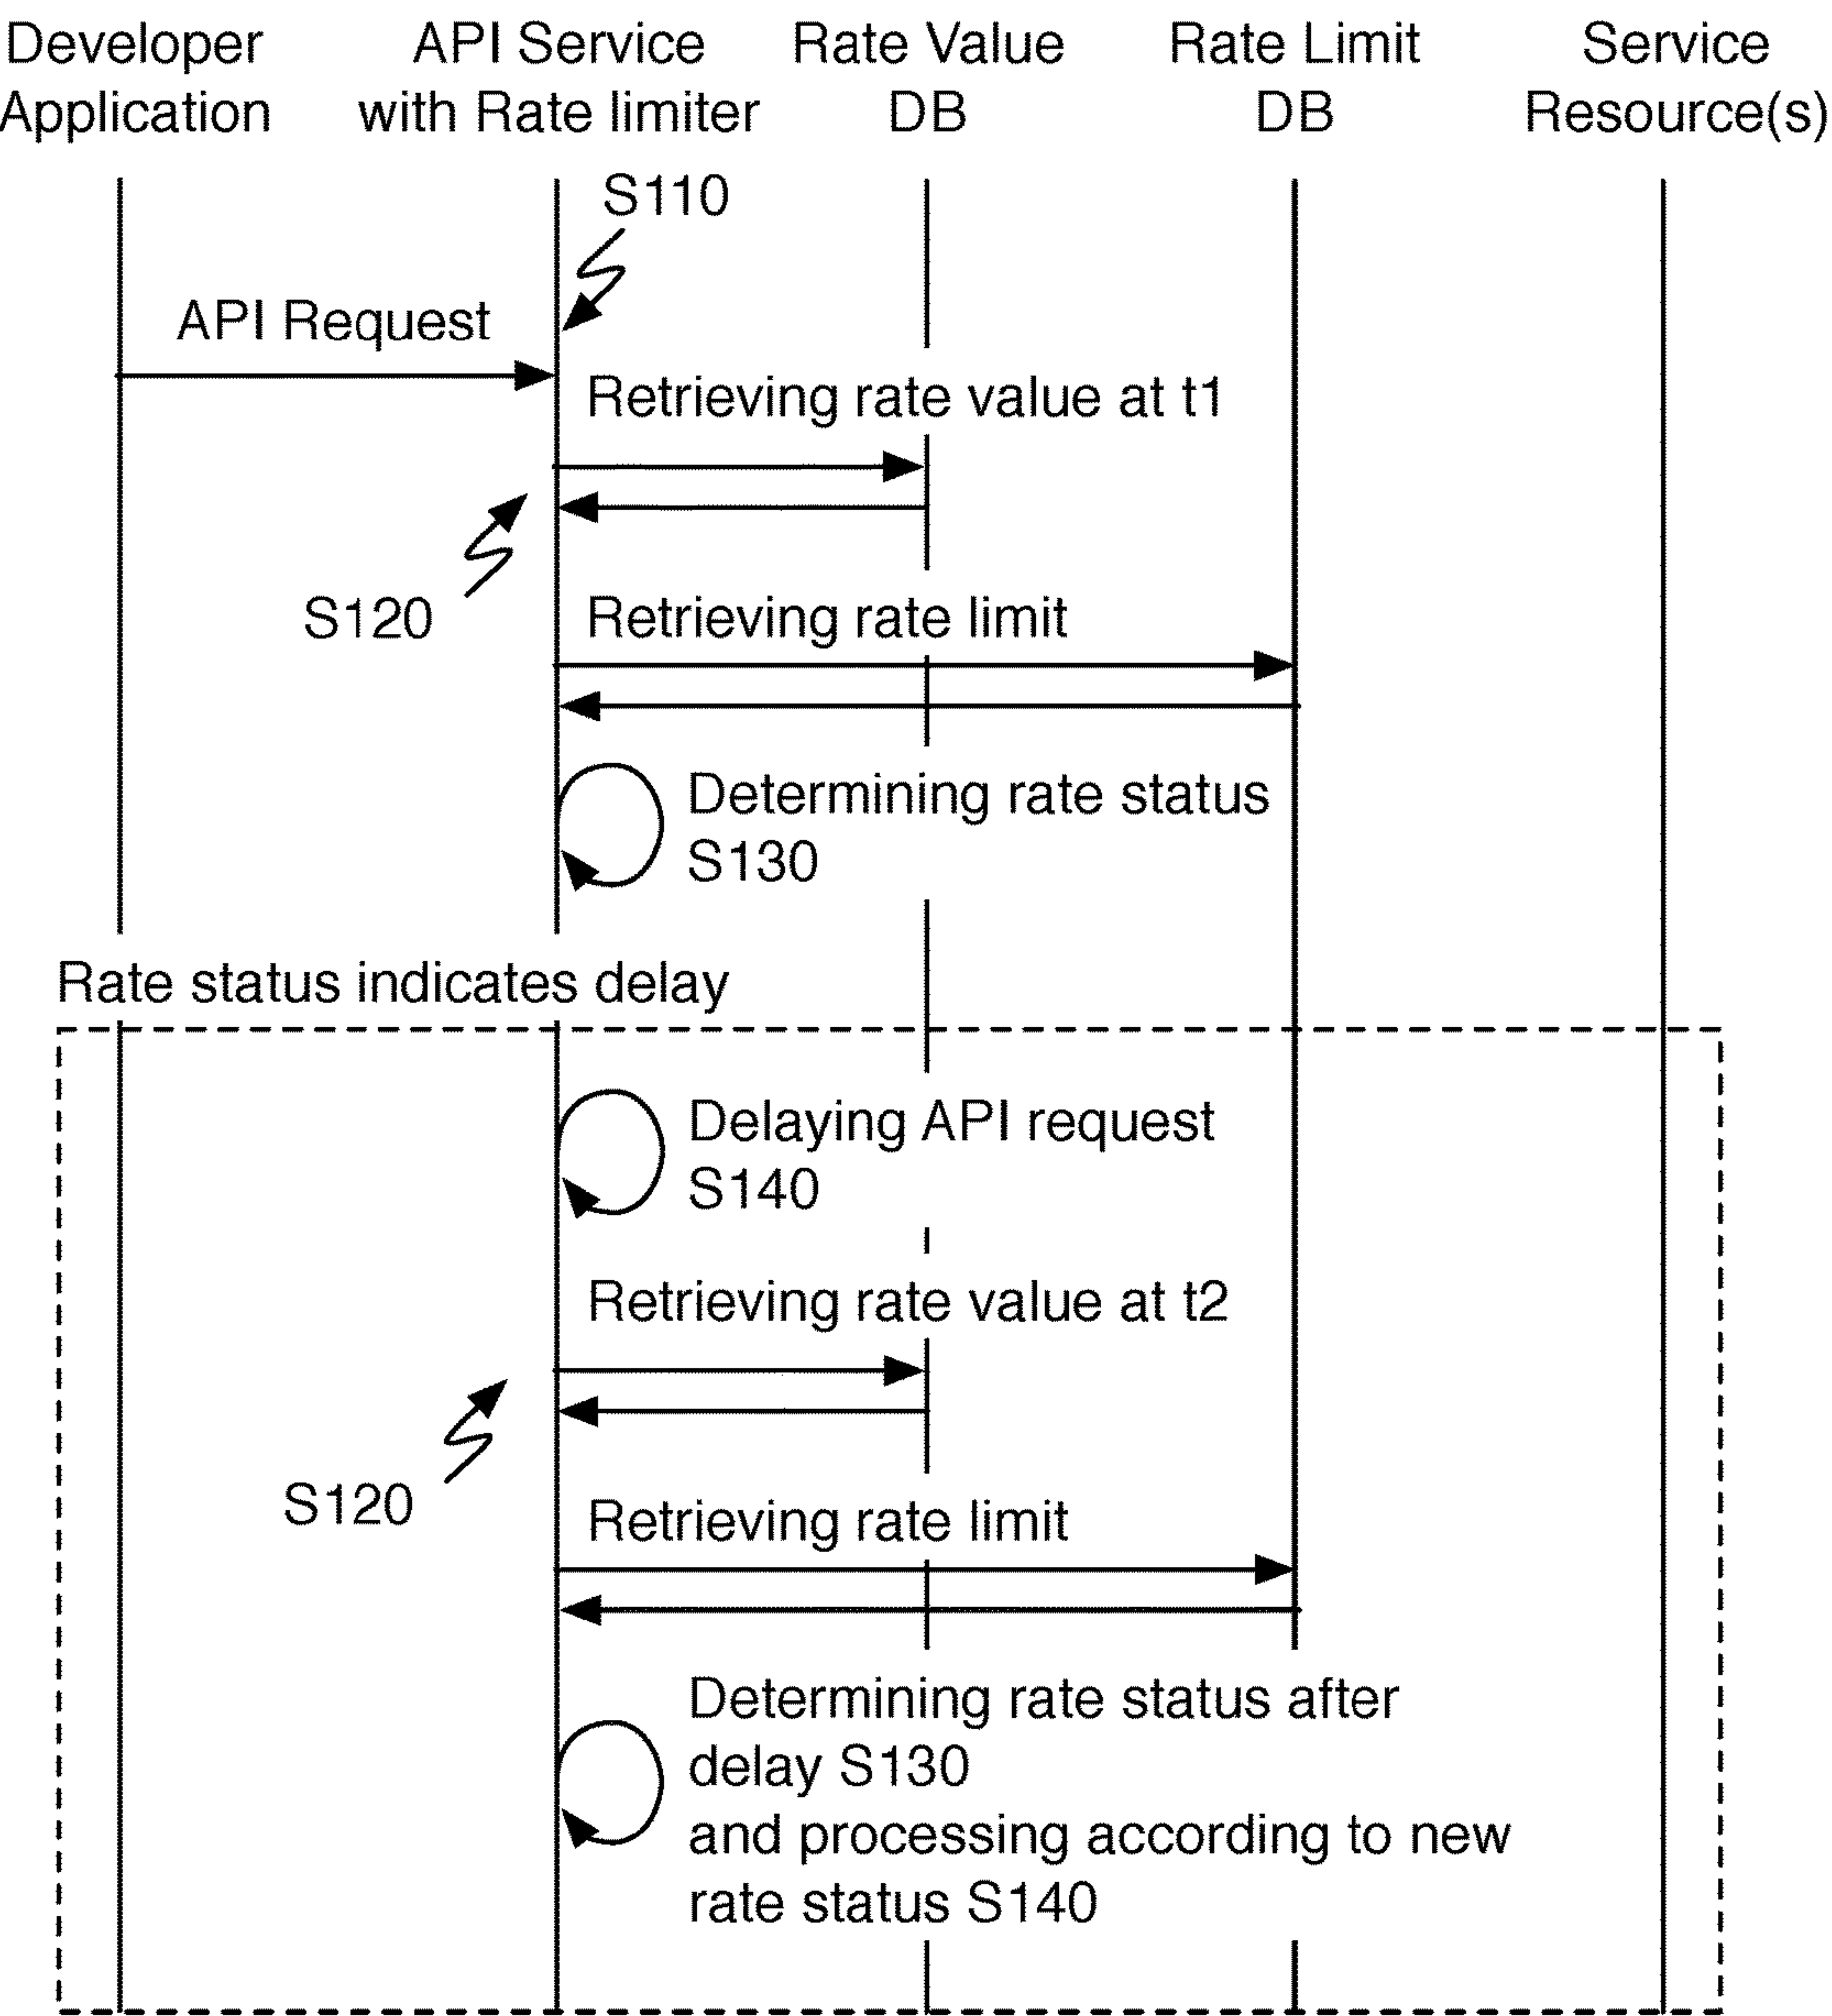 Developer Application
API Service with Rate limiter
Rate Value DB
Rate Limit DB
Service Resource(s)
S110
API Request
Retrieving rate value at t1
S120
Retrieving rate limit
Determining rate status
S130
Rate status indicates delay
Delaying API request
S140
Retrieving rate value at t2
S120
Retrieving rate limit
Determining rate status after
delay S130
and processing according to new
rate status S140